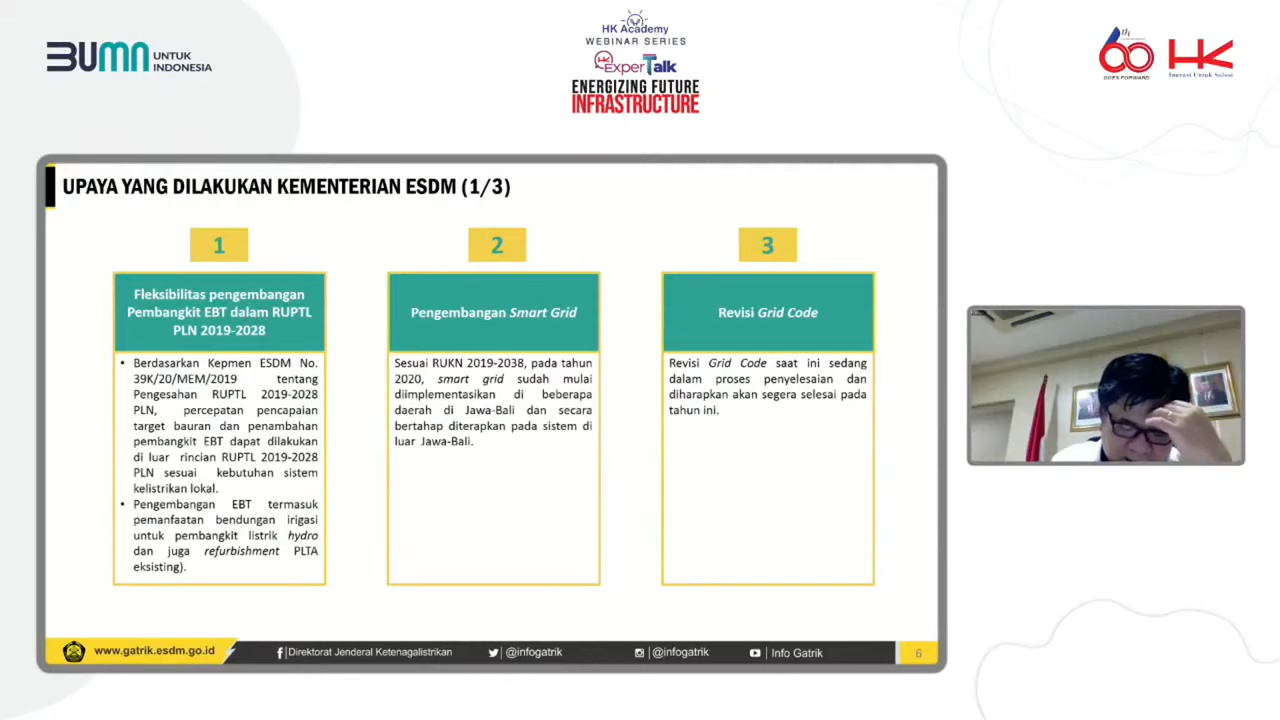 BUMN UNTUK
INDONESIA
HK Academy
WEBINAR SERIES
HK ExperTalk
ENERGIZING FUTURE
INFRASTRUCTURE
60th HK
GOES FORWARD Inovasi Untuk Solusi
UPAYA YANG DILAKUKAN KEMENTERIAN ESDM (1/3)
1
Fleksibilitas pengembangan
Pembangkit EBT dalam RUPTL
PLN 2019-2028
• Berdasarkan Kepmen ESDM No.
39K/20/MEM/2019 tentang
Pengesahan RUPTL 2019-2028
PLN, percepatan pencapaian
target bauran dan penambahan
pembangkit EBT dapat dilakukan
di luar rincian RUPTL 2019-2028
PLN sesuai kebutuhan sistem
kelistrikan lokal.
• Pengembangan EBT termasuk
pemanfaatan bendungan irigasi
untuk pembangkit listrik hydro
dan juga refurbishment PLTA
eksisting).
2
Pengembangan Smart Grid
Sesuai RUKN 2019-2038, pada tahun
2020, smart grid sudah mulai
diimplementasikan di beberapa
daerah di Jawa-Bali dan secara
bertahap diterapkan pada sistem di
luar Jawa-Bali.
3
Revisi Grid Code
Revisi Grid Code saat ini sedang
dalam proses penyelesaian dan
diharapkan akan segera selesai pada
tahun ini.
www.gatrik.esdm.go.id
|Direktorat Jenderal Ketenagalistrikan
| @infogatrik
|@infogatrik
| Info Gatrik
6